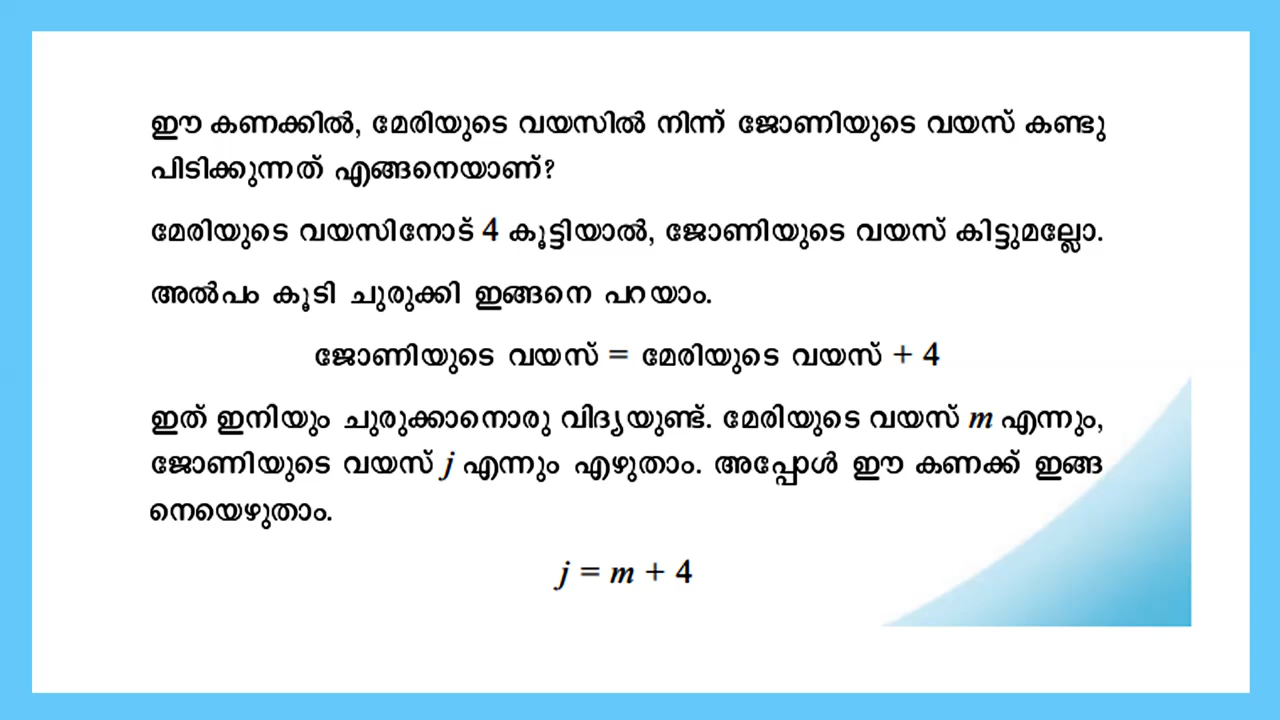 ഈ കണക്കിൽ, മേരിയുടെ വയസിൽ നിന്ന് ജോണിയുടെ വയസ് കണ്ടു
പിടിക്കുന്നത് എങ്ങനെയാണ്?
മേരിയുടെ വയസിനോട് 4 കൂട്ടിയാൽ, ജോണിയുടെ വയസ് കിട്ടുമല്ലോ.
അൽപം കൂടി ചുരുക്കി ഇങ്ങനെ പറയാം.
ജോണിയുടെ വയസ് = മേരിയുടെ വയസ് + 4
ഇത് ഇനിയും ചുരുക്കാനൊരു വിദ്യയുണ്ട്. മേരിയുടെ വയസ് m എന്നും,
ജോണിയുടെ വയസ് j എന്നും എഴുതാം. അപ്പോൾ ഈ കണക്ക് ഇങ്ങ
നെയെഴുതാം.
j = m + 4